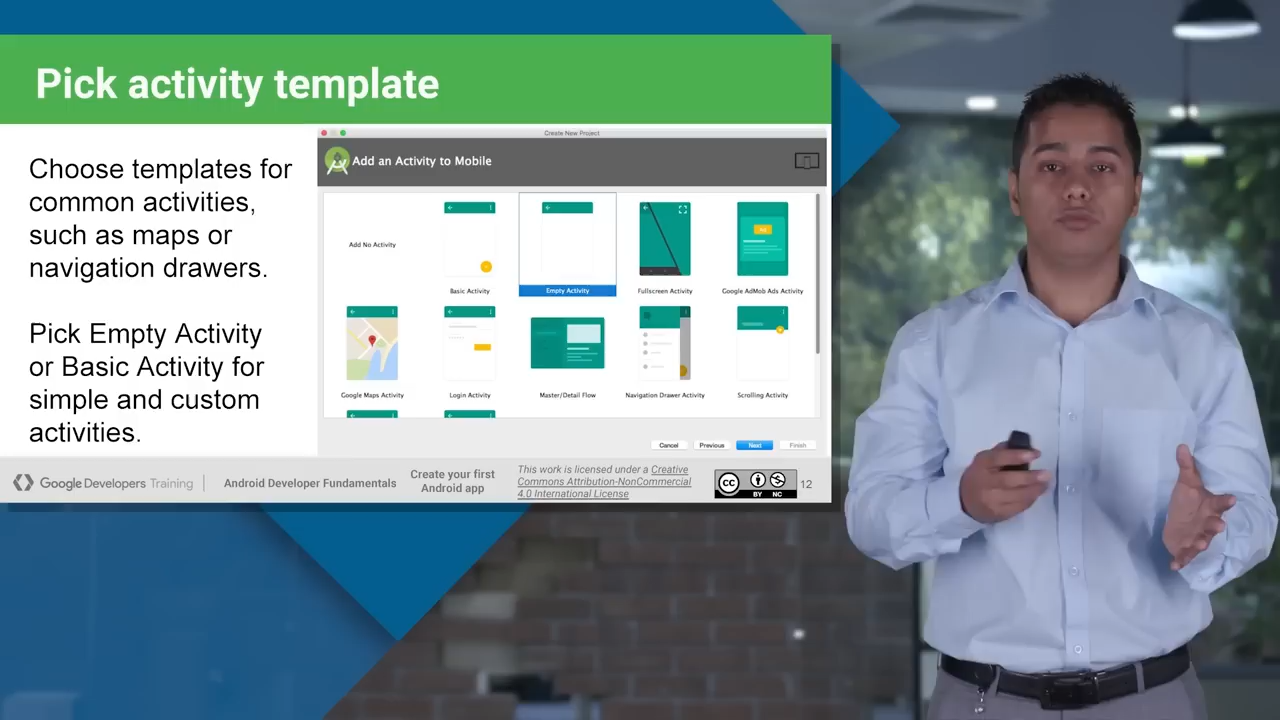 Pick activity template
Choose templates for
common activities,
such as maps or
navigation drawers.
Pick Empty Activity
or Basic Activity for
simple and custom
activities.
Create New Project
Add an Activity to Mobile
Add No Activity
Basic Activity
Empty Activity
Fullscreen Activity
Ad
Google AdMob Ads Activity
Google Maps Activity
Login Activity
Master/Detail Flow
Navigation Drawer Activity
Scrolling Activity
Cancel
Previous
Next
Finish
Google Developers Training
Android Developer Fundamentals
Create your first
Android app
This work is licensed under a Creative
Commons Attribution-NonCommercial
4.0 International License
cc
BY NC
12